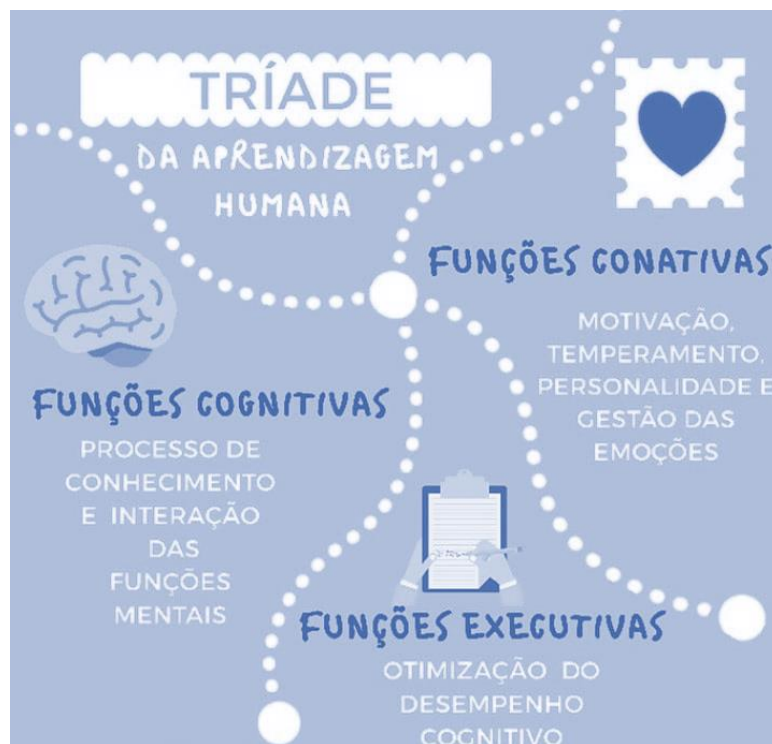 TRÍADE
DA APRENDIZAGEM
HUMANA
FUNÇÕES CONATIVAS
MOTIVAÇÃO,
TEMPERAMENTO,
PERSONALIDADE E
GESTÃO DAS
EMOÇÕES
FUNÇÕES COGNITIVAS
PROCESSO DE
CONHECIMENTO
E INTERAÇÃO
DAS
FUNÇÕES
MENTAIS
FUNÇÕES EXECUTIVAS
OTIMIZAÇÃO DO
DESEMPENHO
COGNITIVO